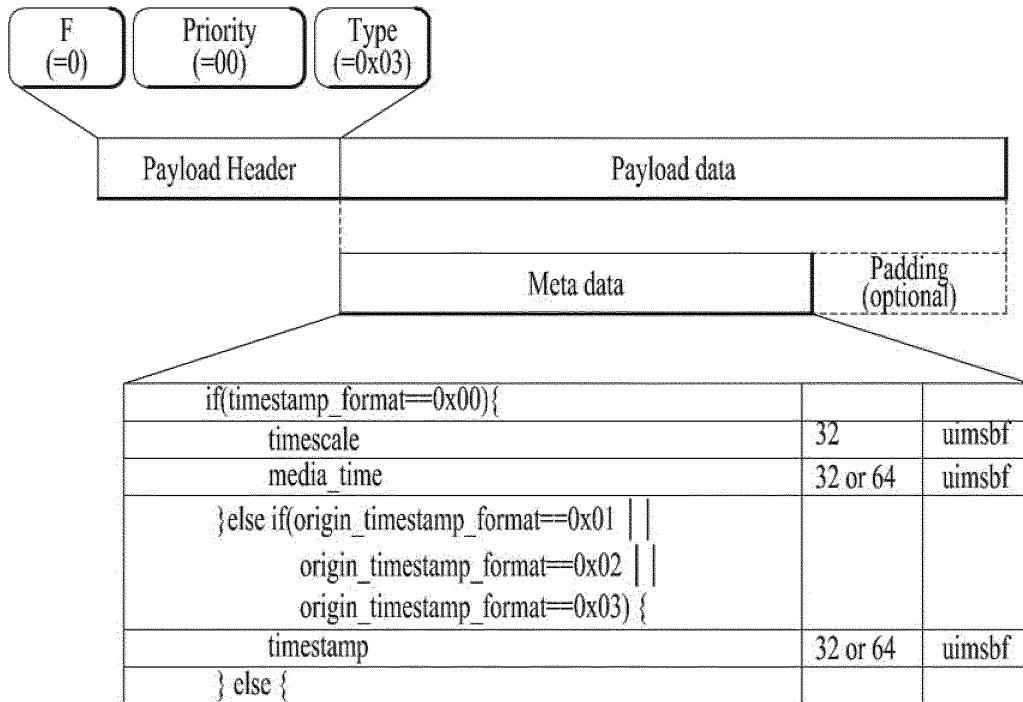 F
(=0)
Priority
(=00)
Type
(=0x03)
Payload Header
Payload data
Meta data
Padding
(optional)
if(timestamp_format==0x00){
timescale 32 uimsbf
media_time 32 or 64 uimsbf
}else if(origin_timestamp_format==0x01 ||
origin_timestamp_format==0x02 ||
origin_timestamp_format==0x03) {
timestamp 32 or 64 uimsbf
} else {